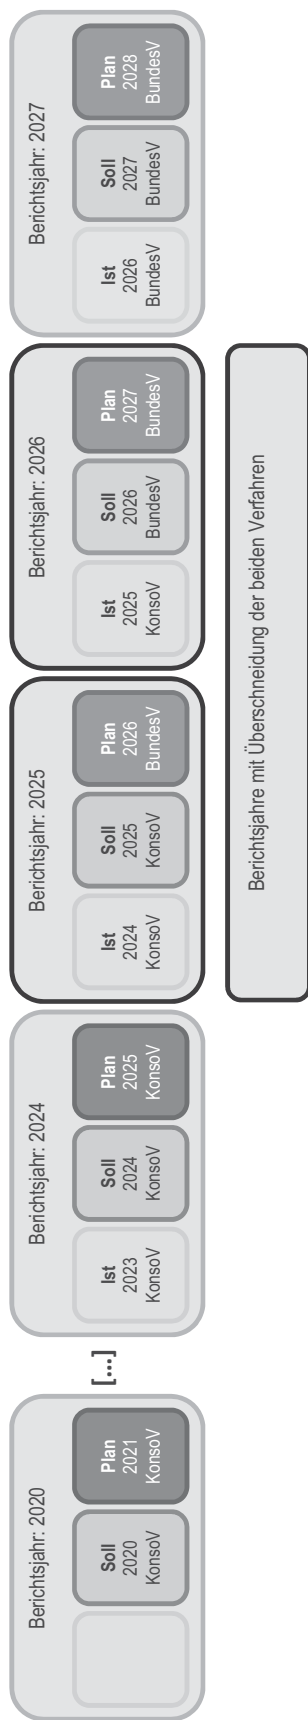 Berichtsjahr: 2020
Soll
2020
KonsoV
Plan
2021
KonsoV
[...]
Berichtsjahr: 2024
Ist
2023
KonsoV
Soll
2024
KonsoV
Plan
2025
KonsoV
Berichtsjahr: 2025
Ist
2024
KonsoV
Soll
2025
KonsoV
Plan
2026
BundesV
Berichtsjahr: 2026
Ist
2025
KonsoV
Soll
2026
BundesV
Plan
2027
BundesV
Berichtsjahr: 2027
Ist
2026
BundesV
Soll
2027
BundesV
Plan
2028
BundesV
Berichtsjahre mit Überschneidung der beiden Verfahren